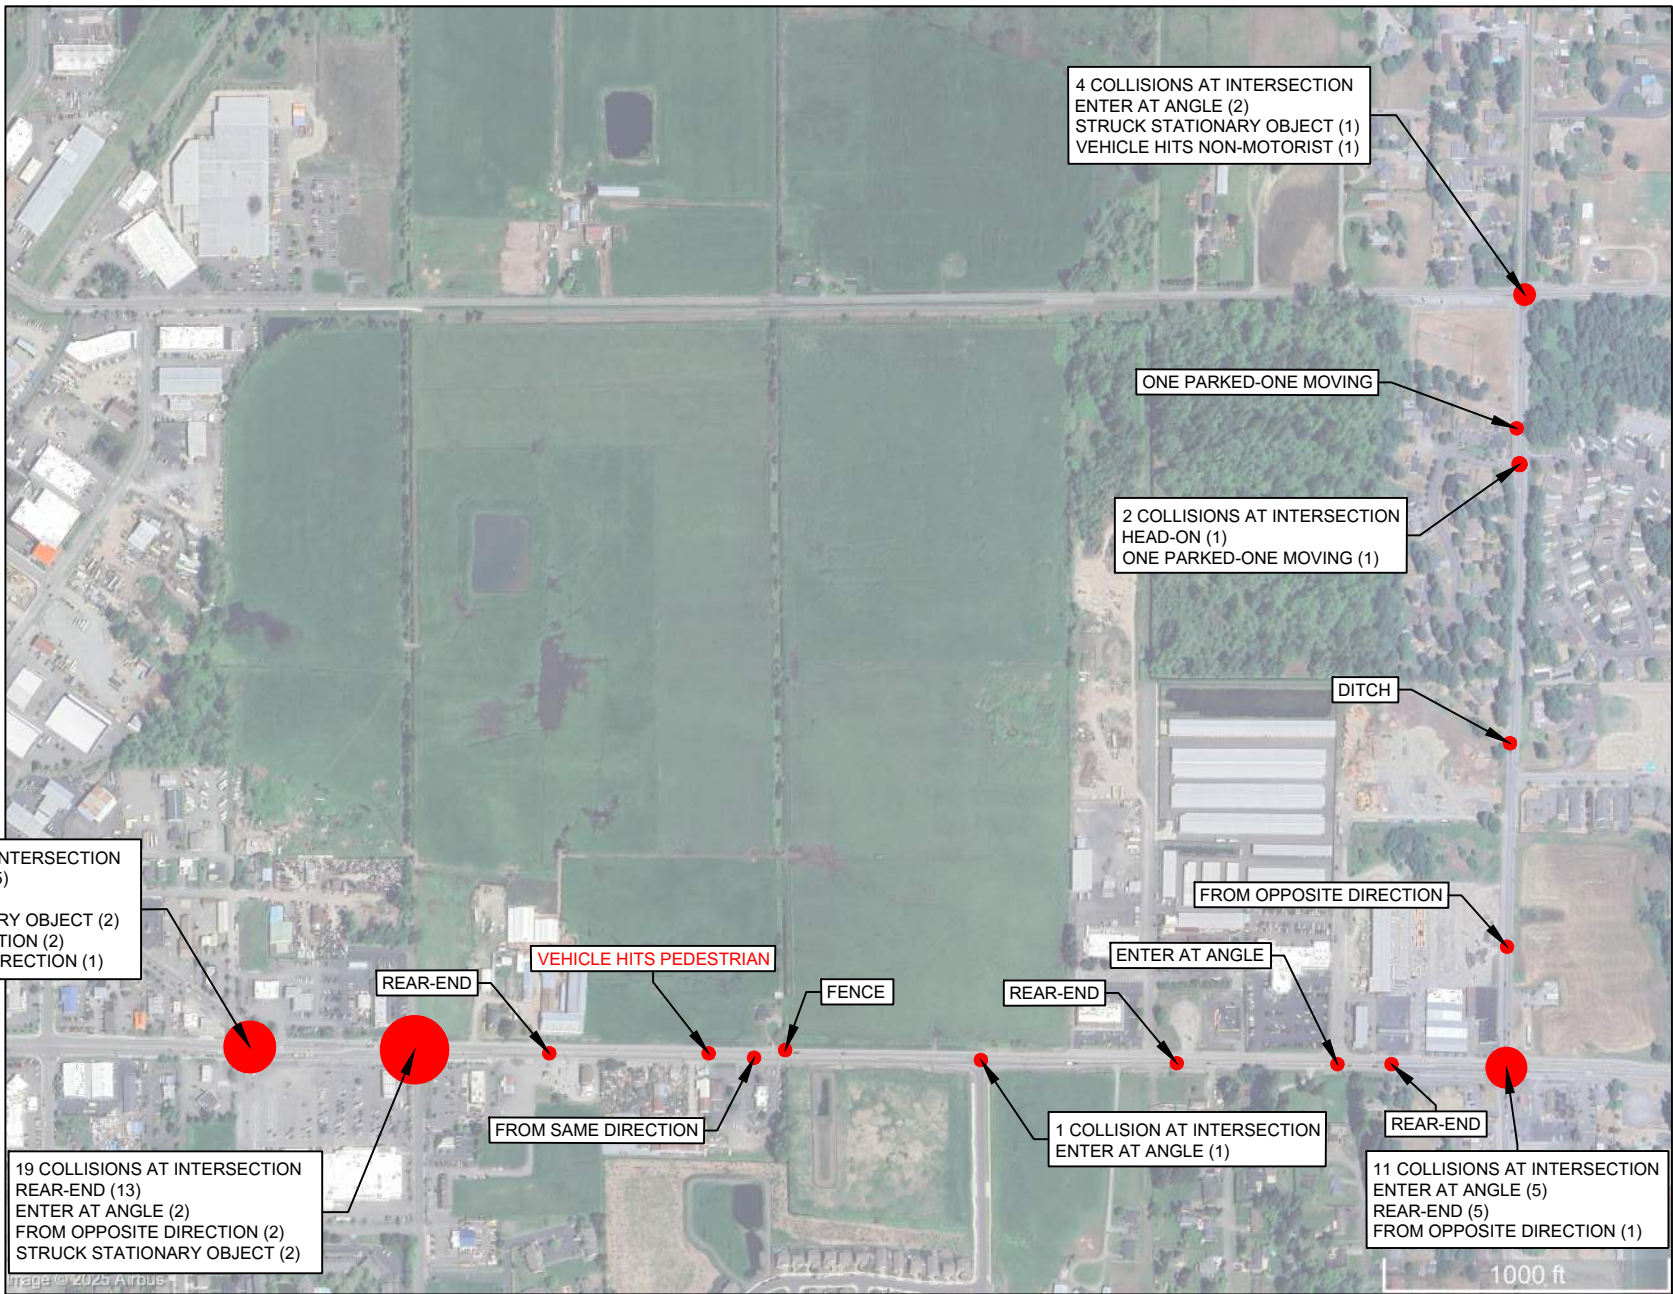 4 COLLISIONS AT INTERSECTION
ENTER AT ANGLE (2)
STRUCK STATIONARY OBJECT (1)
VEHICLE HITS NON-MOTORIST (1)
ONE PARKED-ONE MOVING
2 COLLISIONS AT INTERSECTION
HEAD-ON (1)
ONE PARKED-ONE MOVING (1)
DITCH
NTERSECTION
)
RY OBJECT (2)
TION (2)
RECTION (1)
FROM OPPOSITE DIRECTION
ENTER AT ANGLE
VEHICLE HITS PEDESTRIAN
REAR-END
FENCE
REAR-END
FROM SAME DIRECTION
1 COLLISION AT INTERSECTION
ENTER AT ANGLE (1)
REAR-END
19 COLLISIONS AT INTERSECTION
REAR-END (13)
ENTER AT ANGLE (2)
FROM OPPOSITE DIRECTION (2)
STRUCK STATIONARY OBJECT (2)
11 COLLISIONS AT INTERSECTION
ENTER AT ANGLE (5)
REAR-END (5)
FROM OPPOSITE DIRECTION (1)
Image © 2025 Airbus
1000 ft